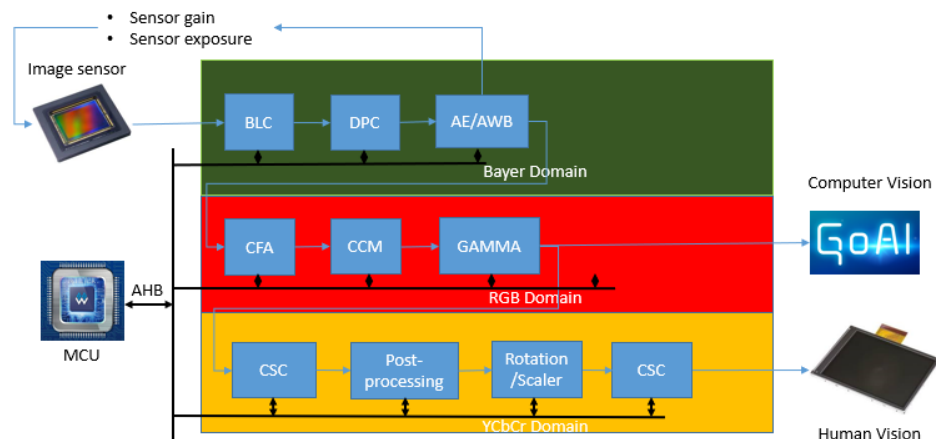 • Sensor gain
• Sensor exposure
Image sensor
BLC
DPC
AE/AWB
Bayer Domain
Computer Vision
GoAI
CFA
CCM
GAMMA
RGB Domain
AHB
W
MCU
CSC
Post-
processing
Rotation
/Scaler
CSC
YCbCr Domain
Human Vision